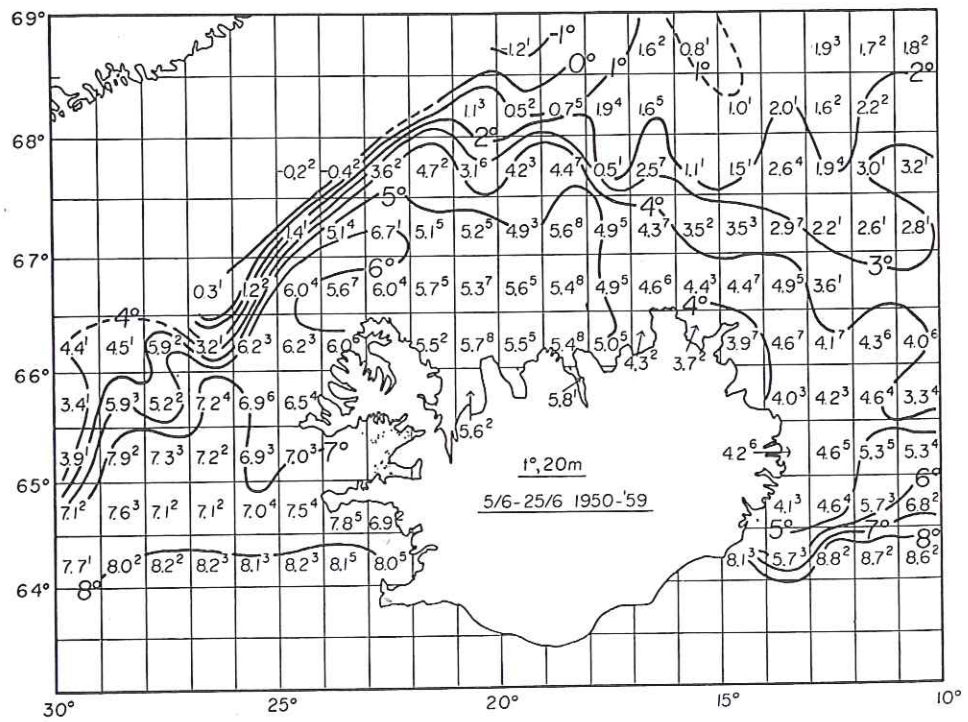 69°
-1.2¹ -1° 1.6² 0.8¹ 1.9³ 1.7² 1.8²
0° 1° 1° 2°
1.1³ 0.5² 0.7⁵ 1.9⁴ 1.6⁵ 1.0¹ 2.0¹ 1.6² 2.2²
68° 2°
-0.2² -0.4² 3.6² 4.7² 3.1⁶ 4.2³ 4.4⁷ 0.5¹ 2.5⁷ 1.1¹ 1.5¹ 2.6⁴ 1.9⁴ 3.0¹ 3.2¹
5° 4°
1.4¹ 5.1⁴ 6.7¹ 5.1⁵ 5.2⁵ 4.9³ 5.6⁸ 4.9⁵ 4.3⁷ 3.5² 3.5³ 2.9⁷ 2.2¹ 2.6¹ 2.8¹
67° 6° 3°
0.3¹ 1.2² 6.0⁴ 5.6⁷ 6.0⁴ 5.7⁵ 5.3⁷ 5.6⁵ 5.4⁸ 4.9⁵ 4.6⁶ 4.4³ 4.4⁷ 4.9⁵ 3.6¹
4° 4°
4.4¹ 4.5¹ 6.9² 3.2¹ 6.2³ 6.2³ 6.0⁶ 5.5² 5.7⁸ 5.5⁵ 5.4⁸ 5.0⁵ 4.3² 3.7² 3.9⁷ 4.6⁷ 4.1⁷ 4.3⁶ 4.0⁶
66°
3.4¹ 5.9³ 5.2² 7.2⁴ 6.9⁶ 6.5⁴ 5.6² 5.8¹ 4.0³ 4.2³ 4.6⁴ 3.3⁴
3.9¹ 7.9² 7.3³ 7.2² 6.9³ 7.0³ 7° 1°, 20m 4.2⁶ 4.6⁵ 5.3⁵ 5.3⁴
65° 6°
7.1² 7.6³ 7.1² 7.1² 7.0⁴ 7.5⁴ 7.8⁵ 6.9² 5/6-25/6 1950-'59 4.1³ 4.6⁴ 5.7³ 6.8²
5° 7° 8°
7.7¹ 8.0² 8.2² 8.2³ 8.1³ 8.2³ 8.1⁵ 8.0⁵ 8.1³ 5.7³ 8.8² 8.7² 8.6²
64° 8°
30° 25° 20° 15° 10°